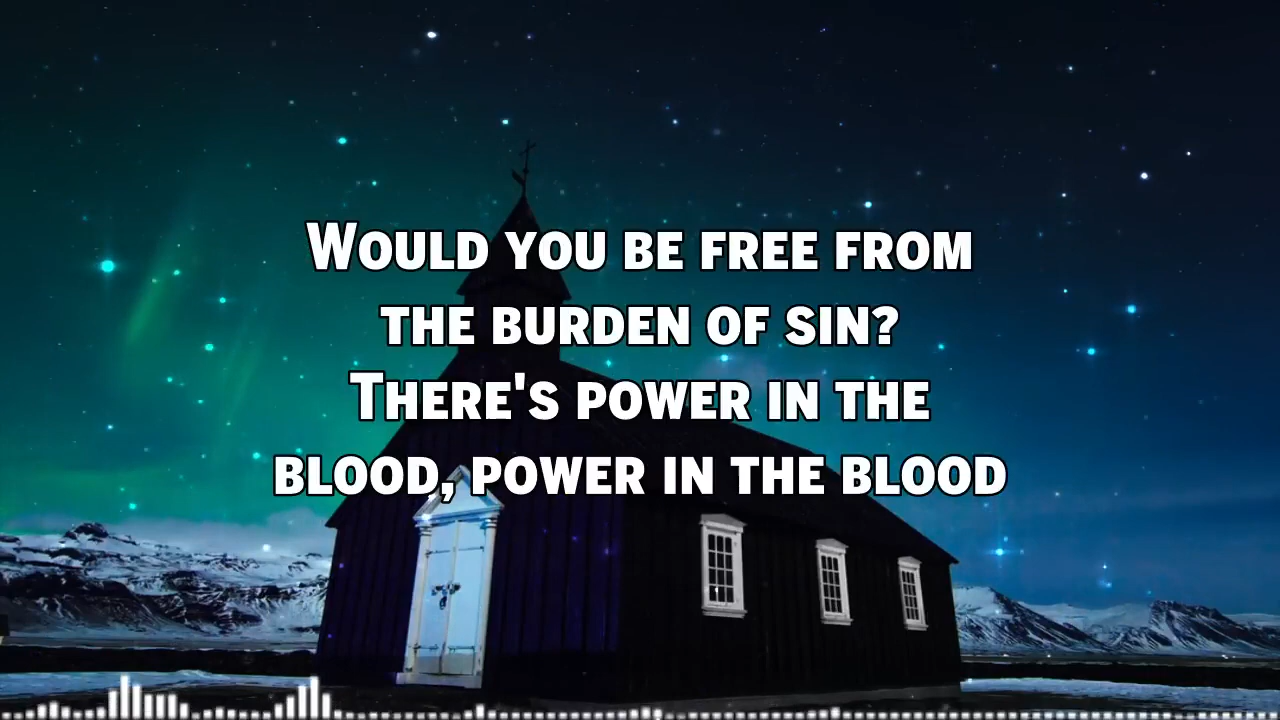 Would you be free from
the burden of sin?
There's power in the
blood, power in the blood